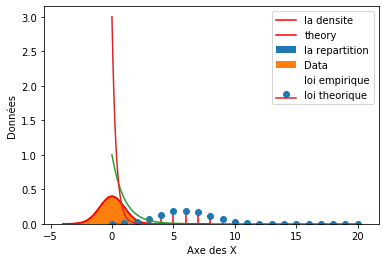 3.0
2.5
2.0
1.5
1.0
0.5
0.0
Données
-5
0
5
10
15
20
Axe des X
la densite
theory
la repartition
Data
loi empirique
loi theorique